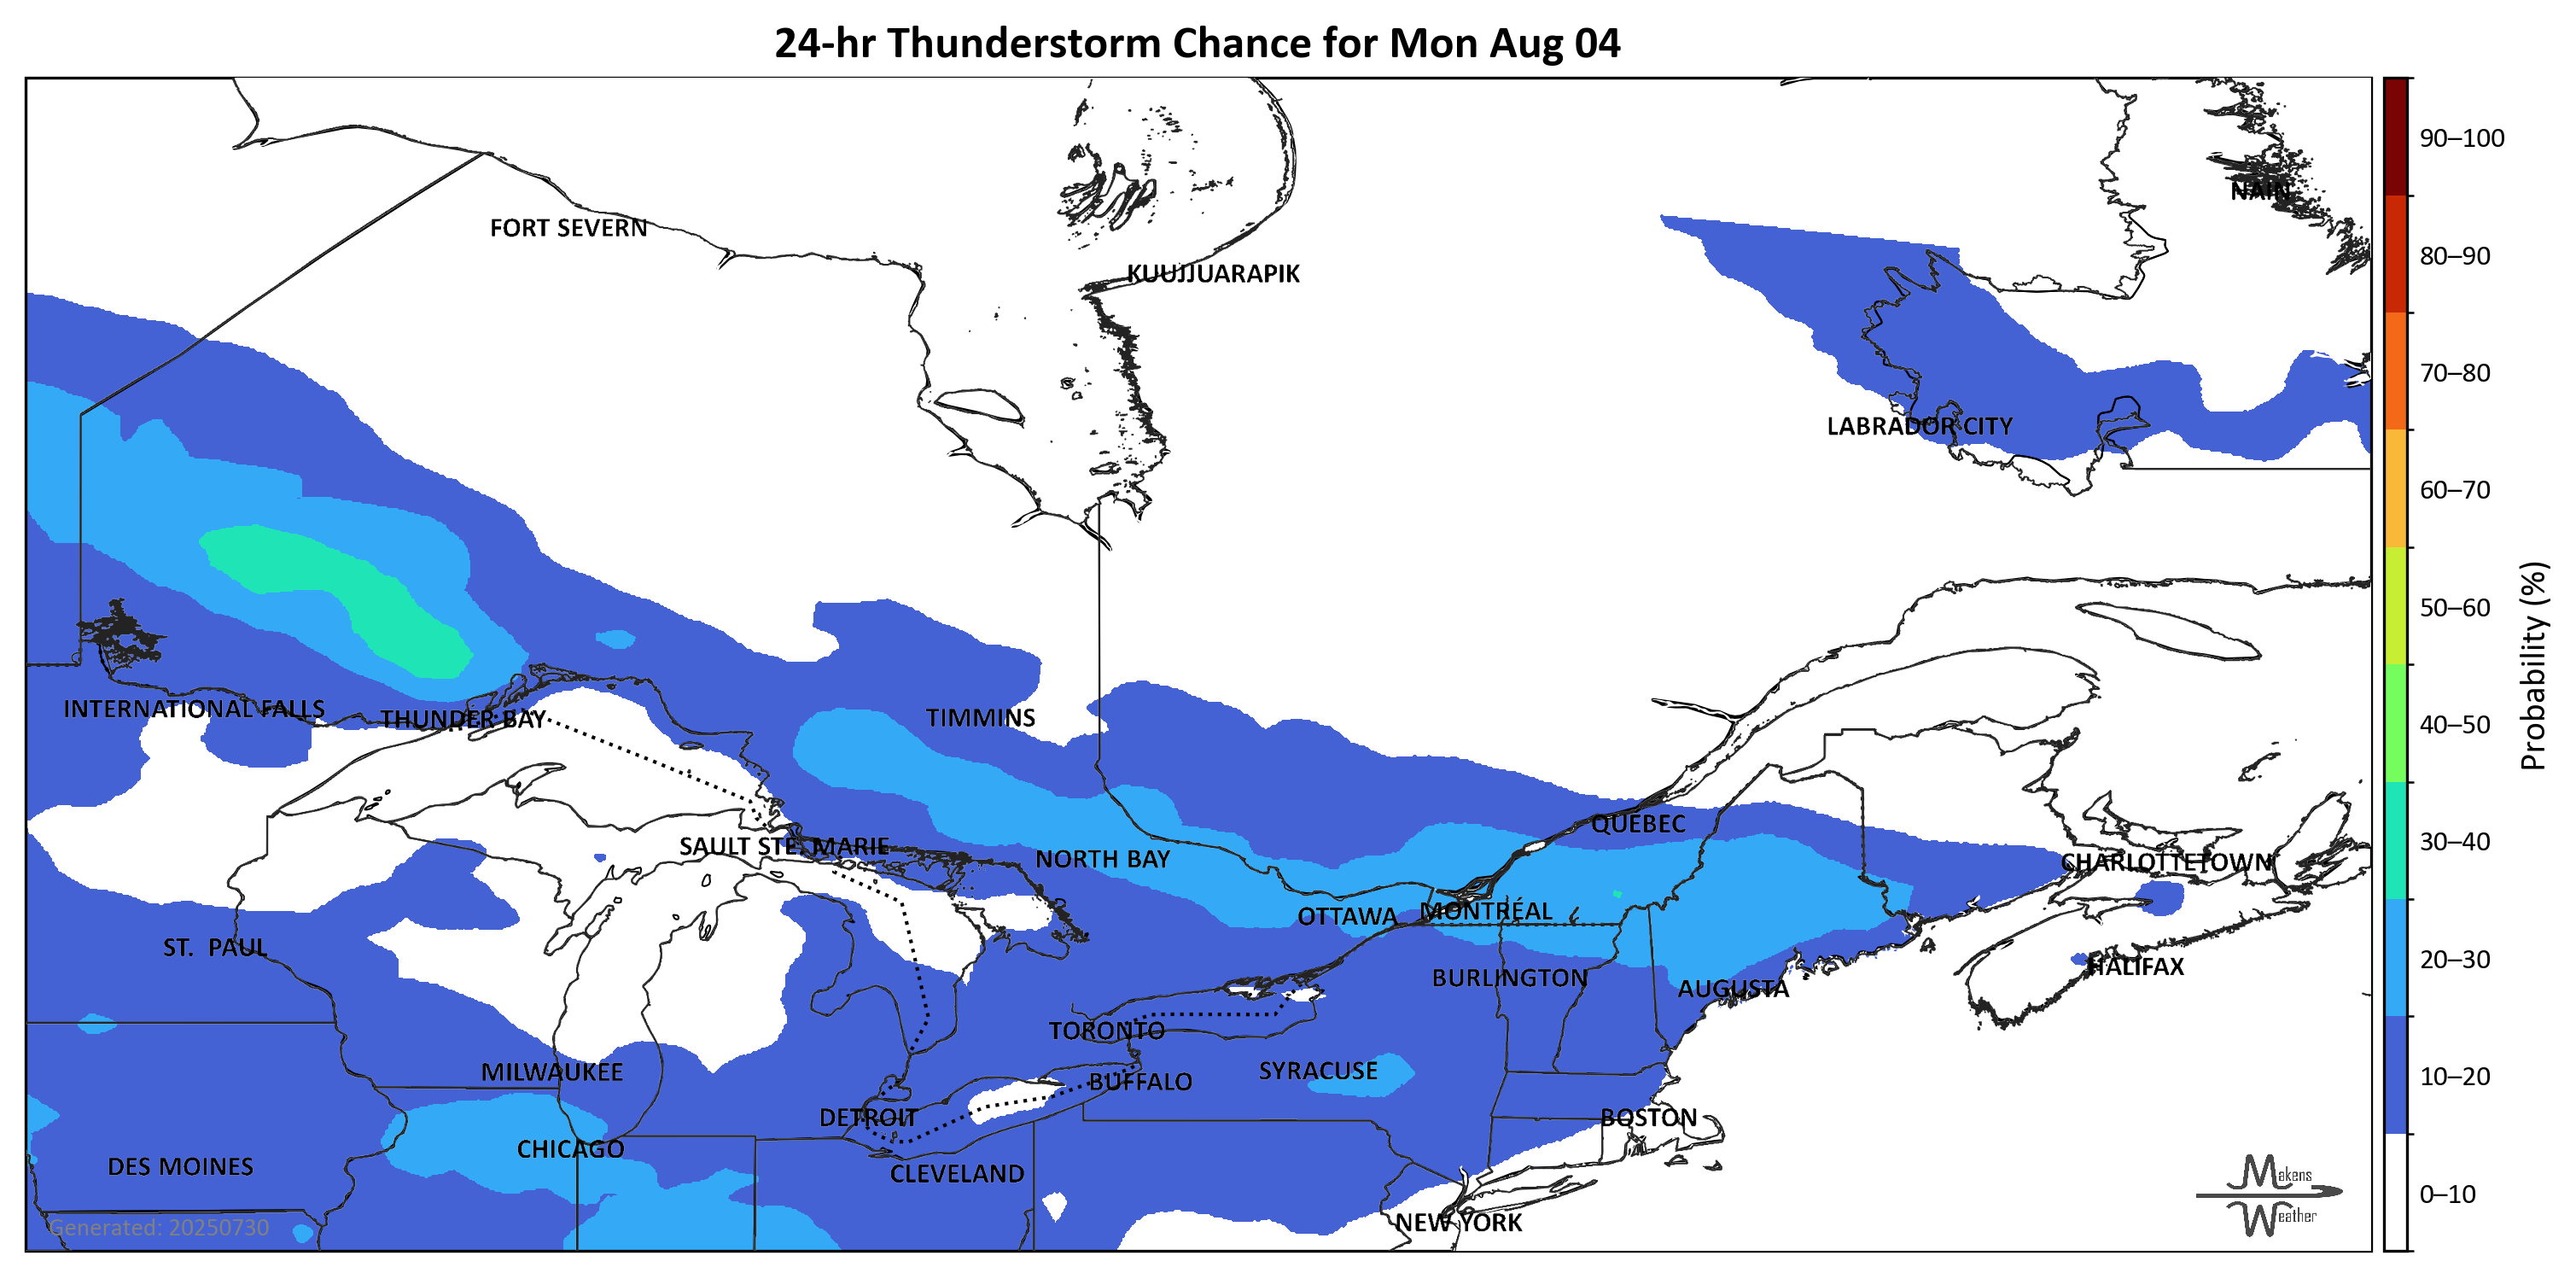 24-hr Thunderstorm Chance for Mon Aug 04
90–100
NAIN
FORT SEVERN
80–90
KUUJJUARAPIK
70–80
LABRADOR CITY
60–70
50–60
Probability (%)
INTERNATIONAL FALLS
THUNDER BAY
TIMMINS
40–50
QUEBEC
SAULT STE. MARIE
NORTH BAY
CHARLOTTETOWN
30–40
OTTAWA
MONTRÉAL
ST. PAUL
BURLINGTON
AUGUSTA
HALIFAX
20–30
TORONTO
MILWAUKEE
SYRACUSE
BUFFALO
10–20
DETROIT
BOSTON
CHICAGO
DES MOINES
CLEVELAND
Makens
Weather
0–10
Generated: 20250730
NEW YORK